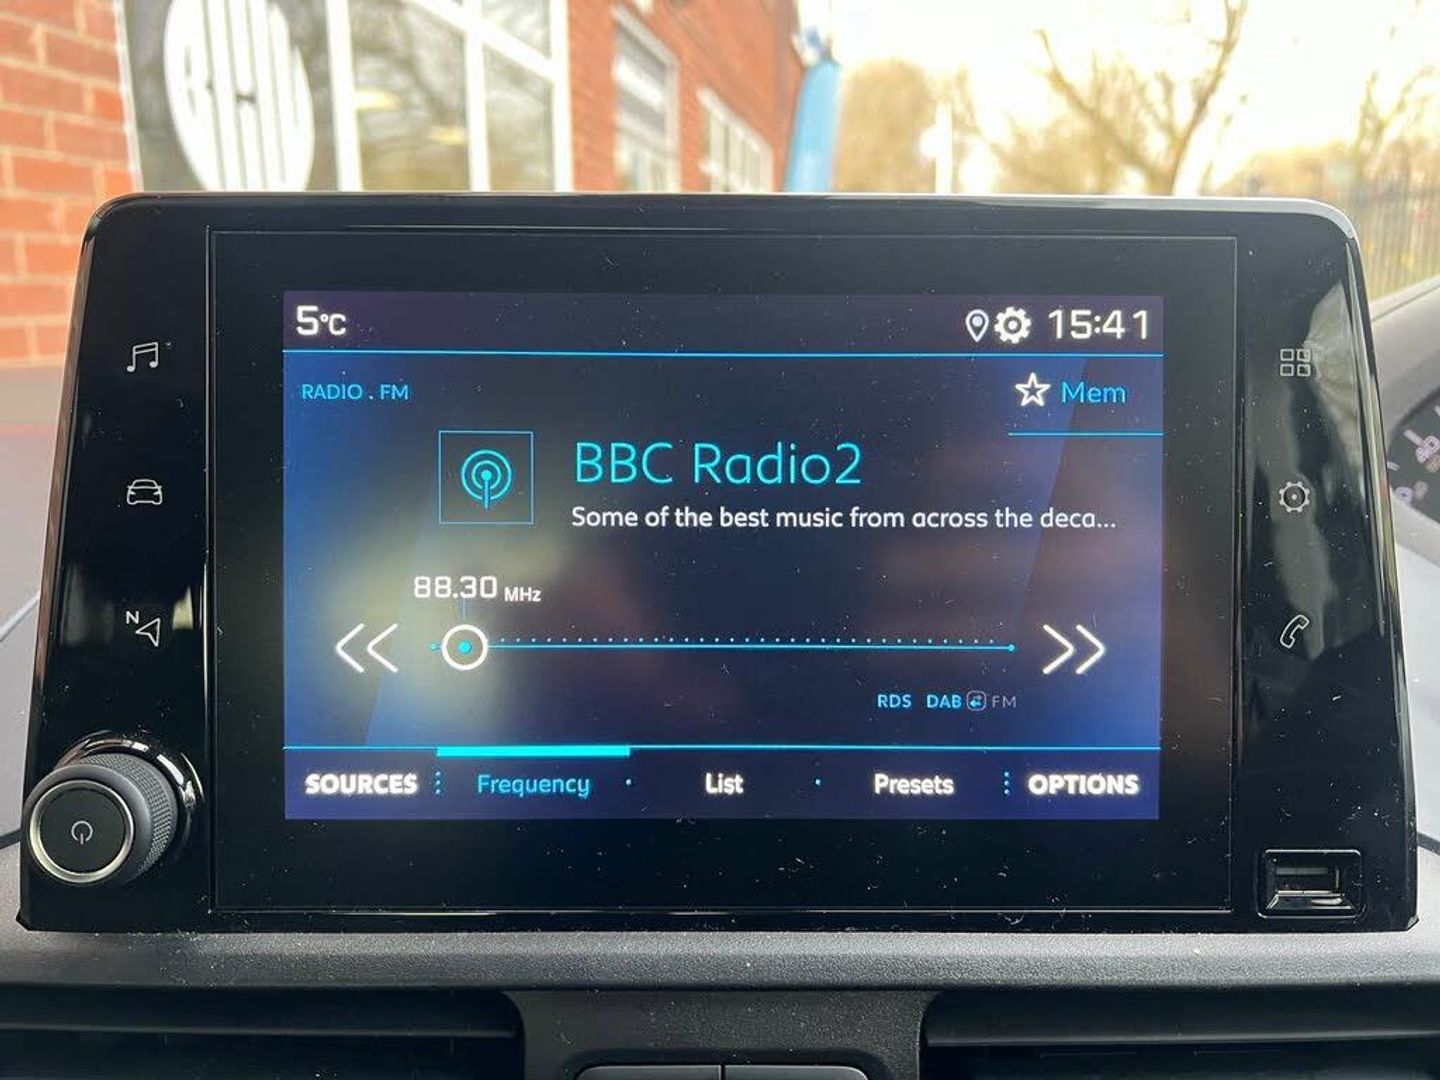 5°C 15:41
RADIO . FM Mem
BBC Radio2
Some of the best music from across the deca...
88.30 MHz
N
RDS DAB FM
SOURCES Frequency List Presets OPTIONS